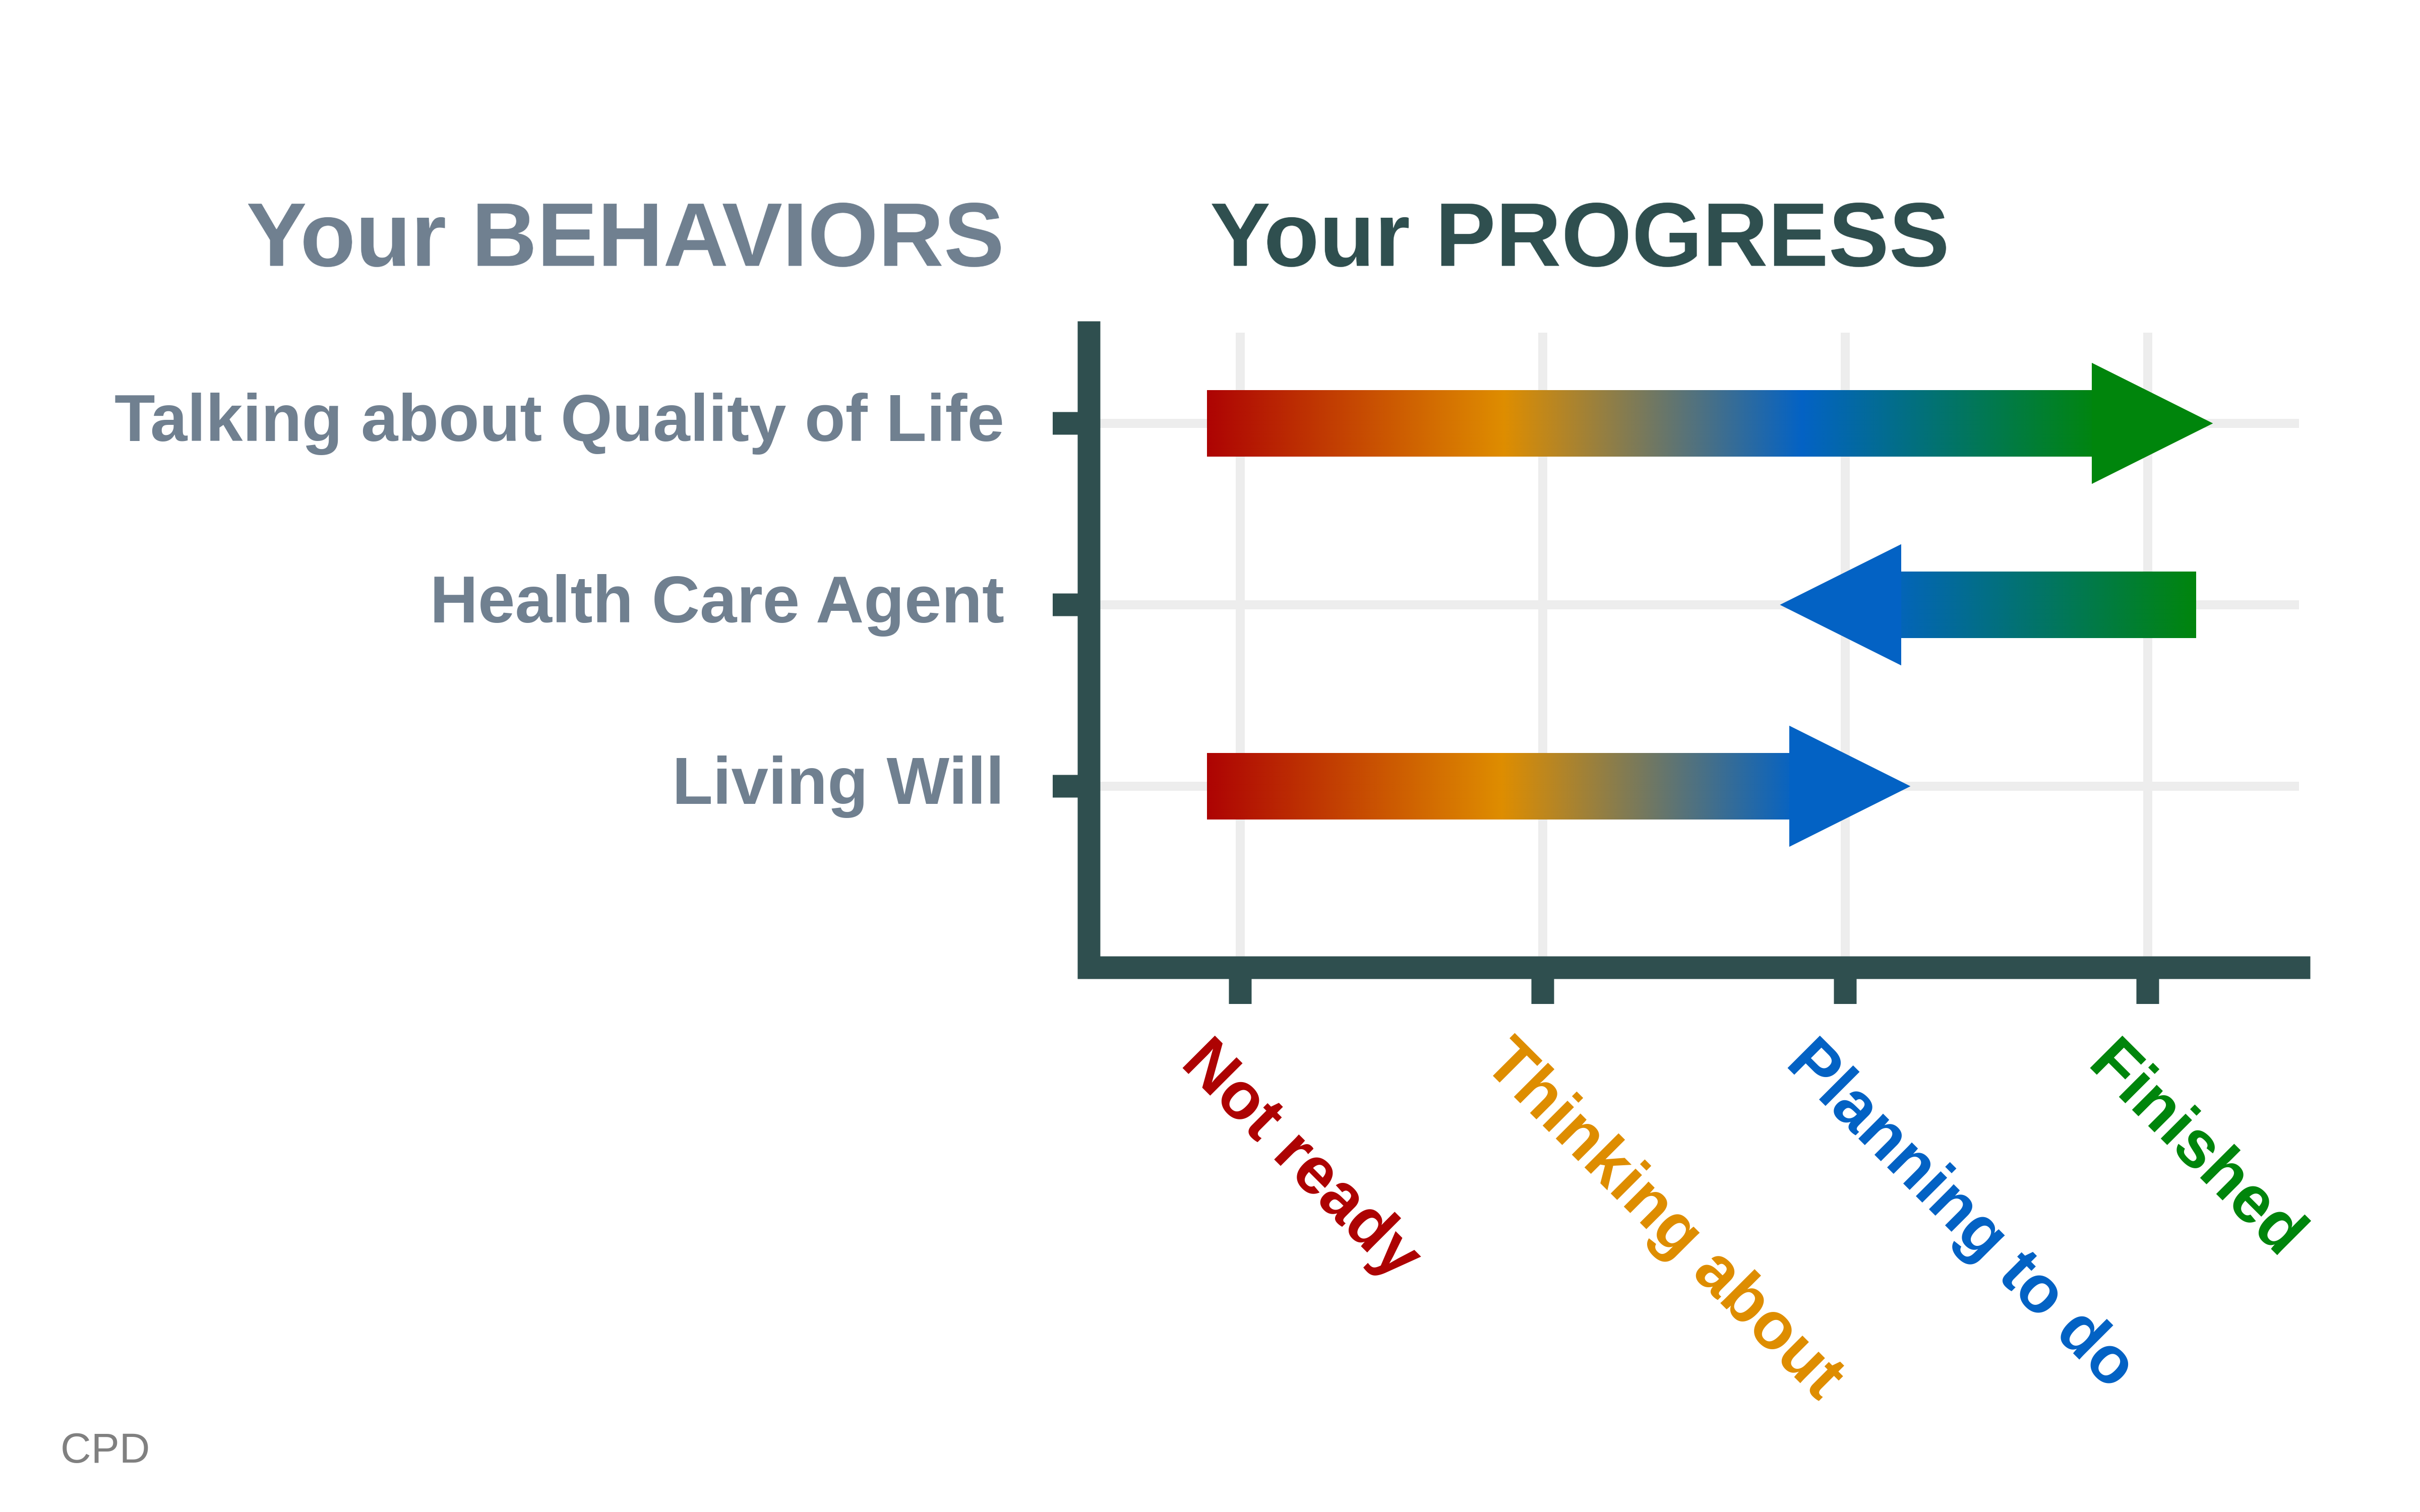 Your BEHAVIORS
Your PROGRESS
Talking about Quality of Life
Health Care Agent
Living Will
Not ready
Thinking about
Planning to do
Finished
CPD